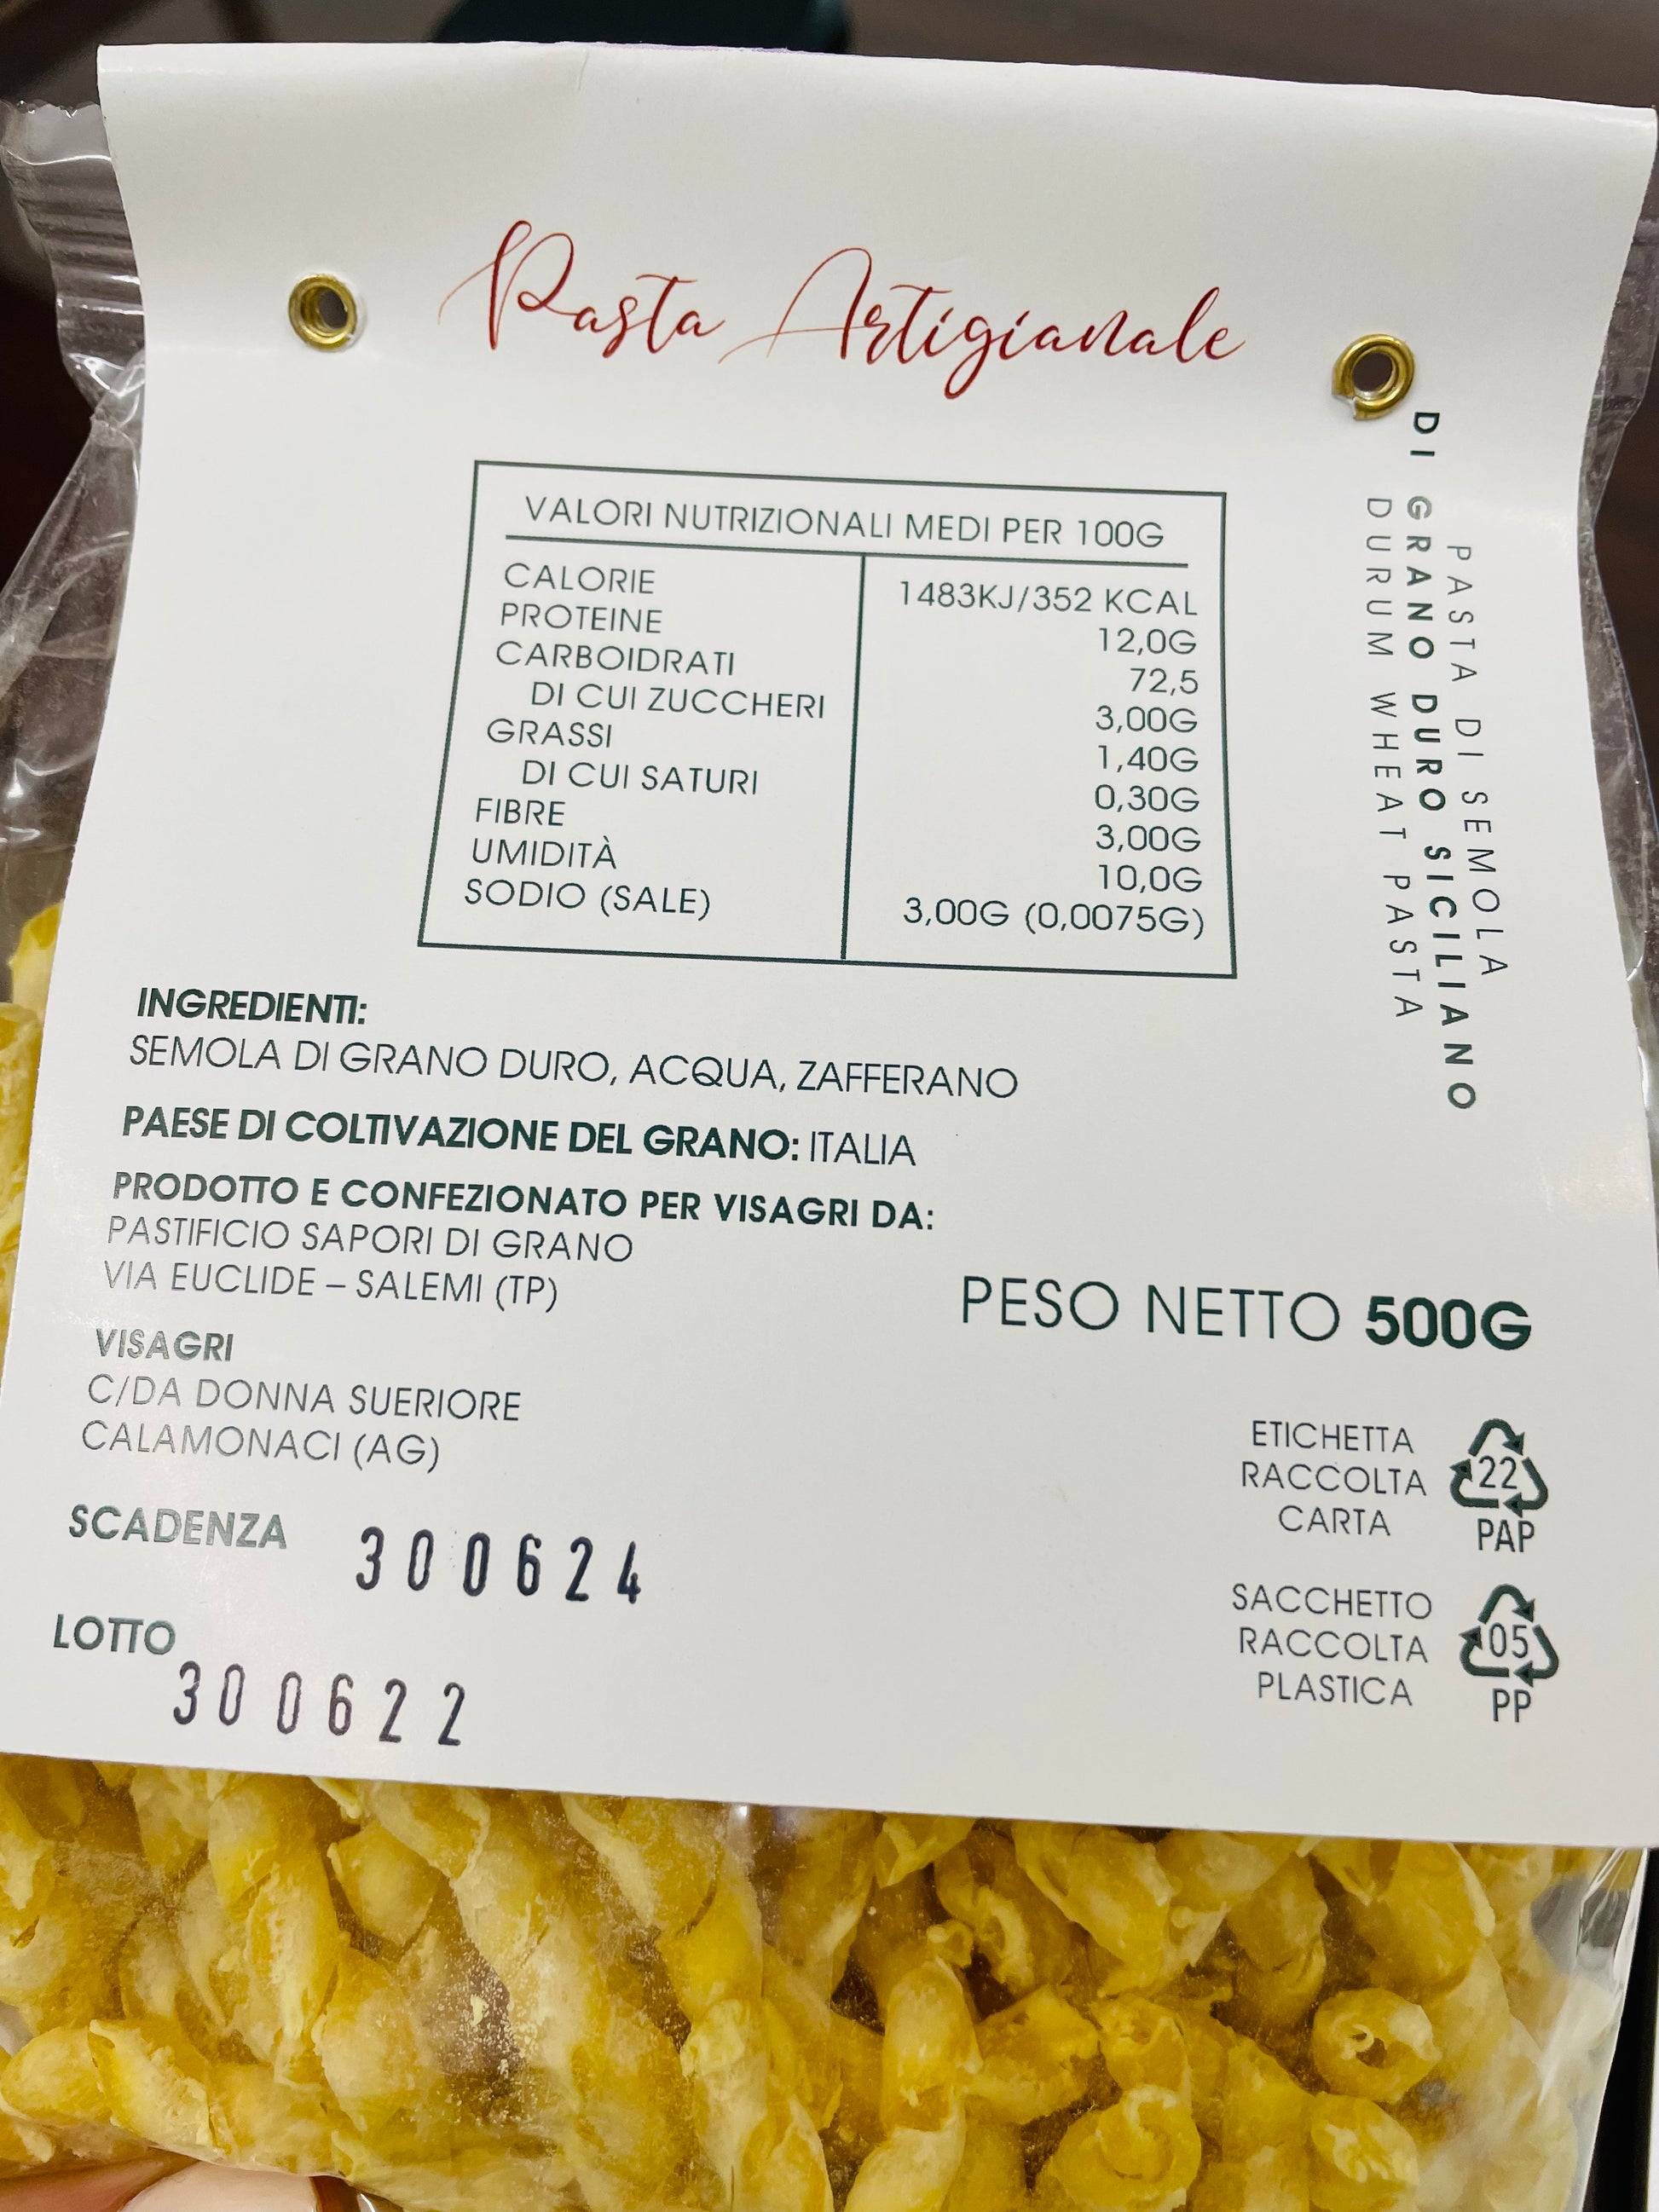 Pasta Artigianale
VALORI NUTRIZIONALI MEDI PER 100G
CALORIE 1483KJ/352 KCAL
PROTEINE 12,0G
CARBOIDRATI 72,5
DI CUI ZUCCHERI 3,00G
GRASSI 1,40G
DI CUI SATURI 0,30G
FIBRE 3,00G
UMIDITÀ 10,0G
SODIO (SALE) 3,00G (0,0075G)
PASTA DI SEMOLA
DI GRANO DURO SICILIANO
DURUM WHEAT PASTA
INGREDIENTI:
SEMOLA DI GRANO DURO, ACQUA, ZAFFERANO
PAESE DI COLTIVAZIONE DEL GRANO: ITALIA
PRODOTTO E CONFEZIONATO PER VISAGRI DA:
PASTIFICIO SAPORI DI GRANO
VIA EUCLIDE – SALEMI (TP)
VISAGRI
C/DA DONNA SUERIORE
CALAMONACI (AG)
SCADENZA 300624
LOTTO
300622
PESO NETTO 500G
ETICHETTA
RACCOLTA
CARTA
22
PAP
SACCHETTO
RACCOLTA
PLASTICA
05
PP